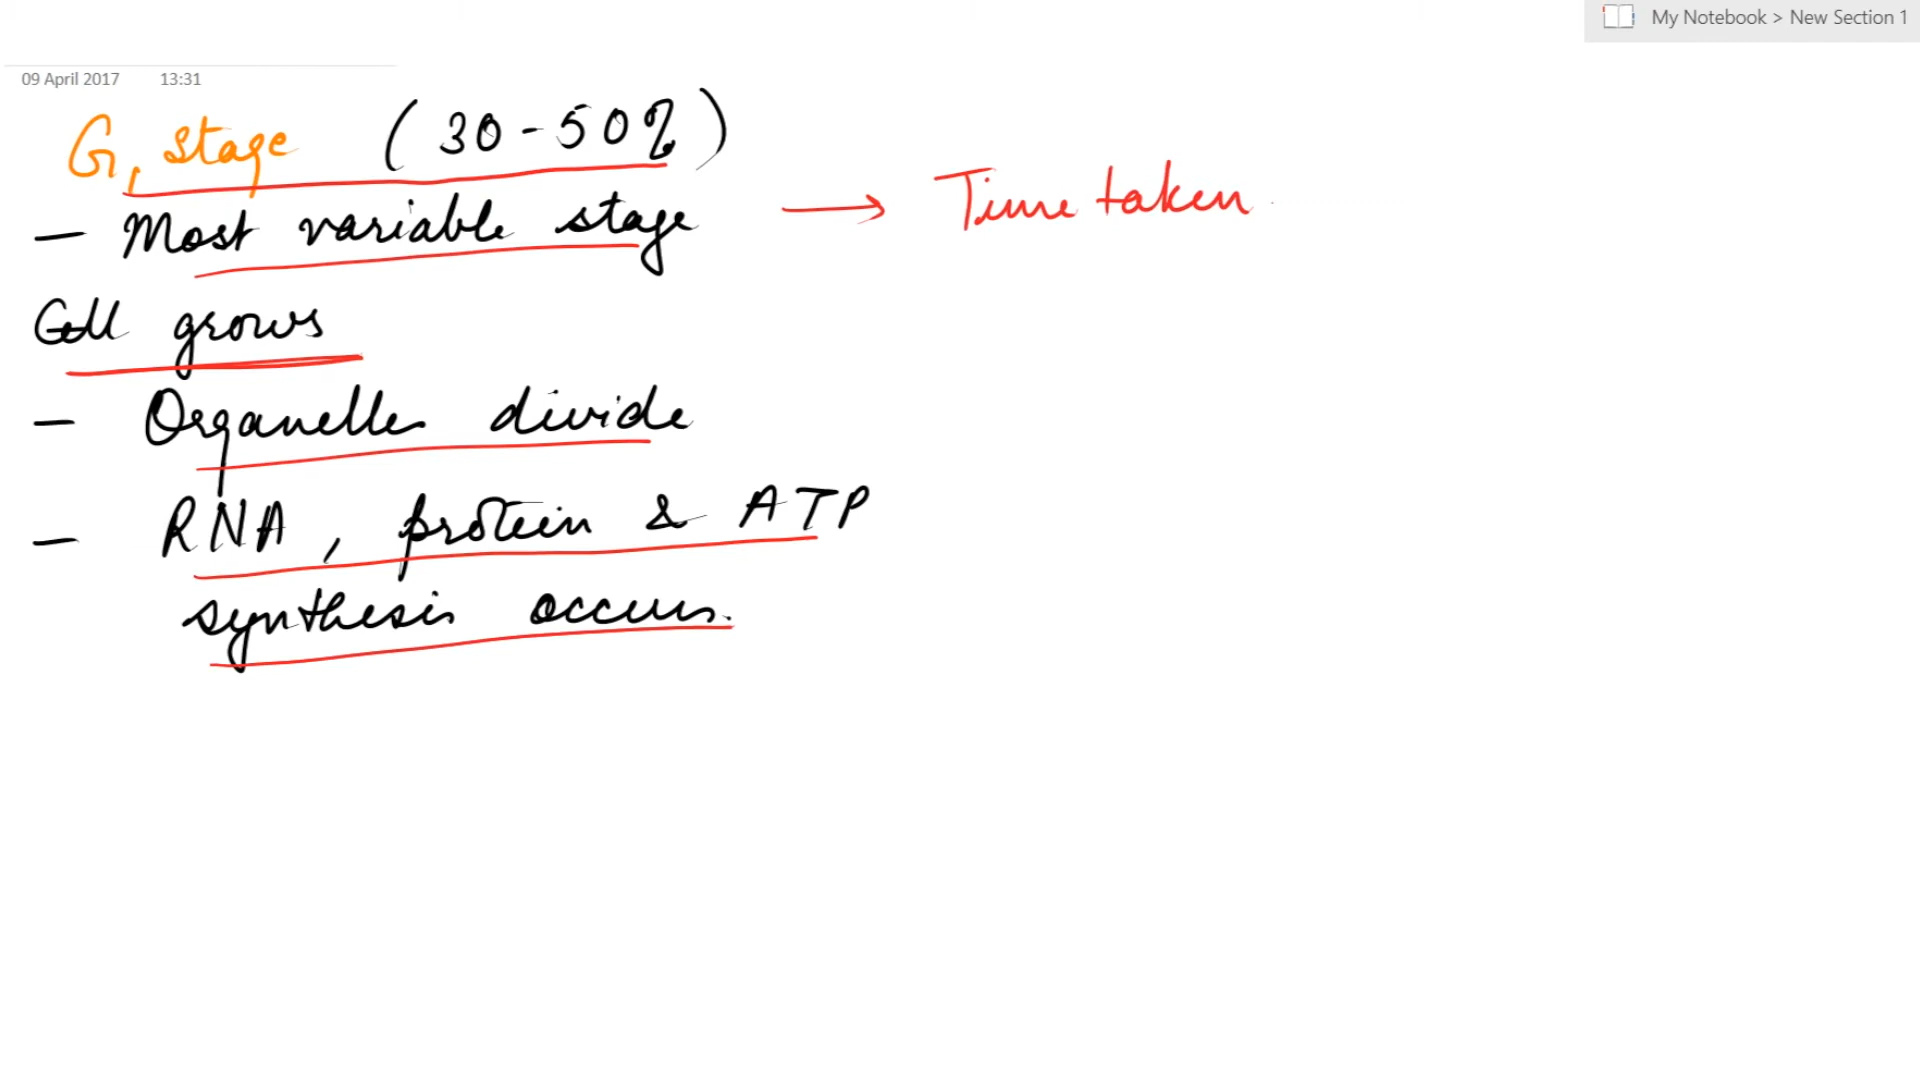 My Notebook > New Section 1
09 April 2017 13:31
G1 stage (30-50%)
- Most variable stage → Time taken
Cell grows
- Organelles divide
- RNA, protein & ATP
synthesis occurs.